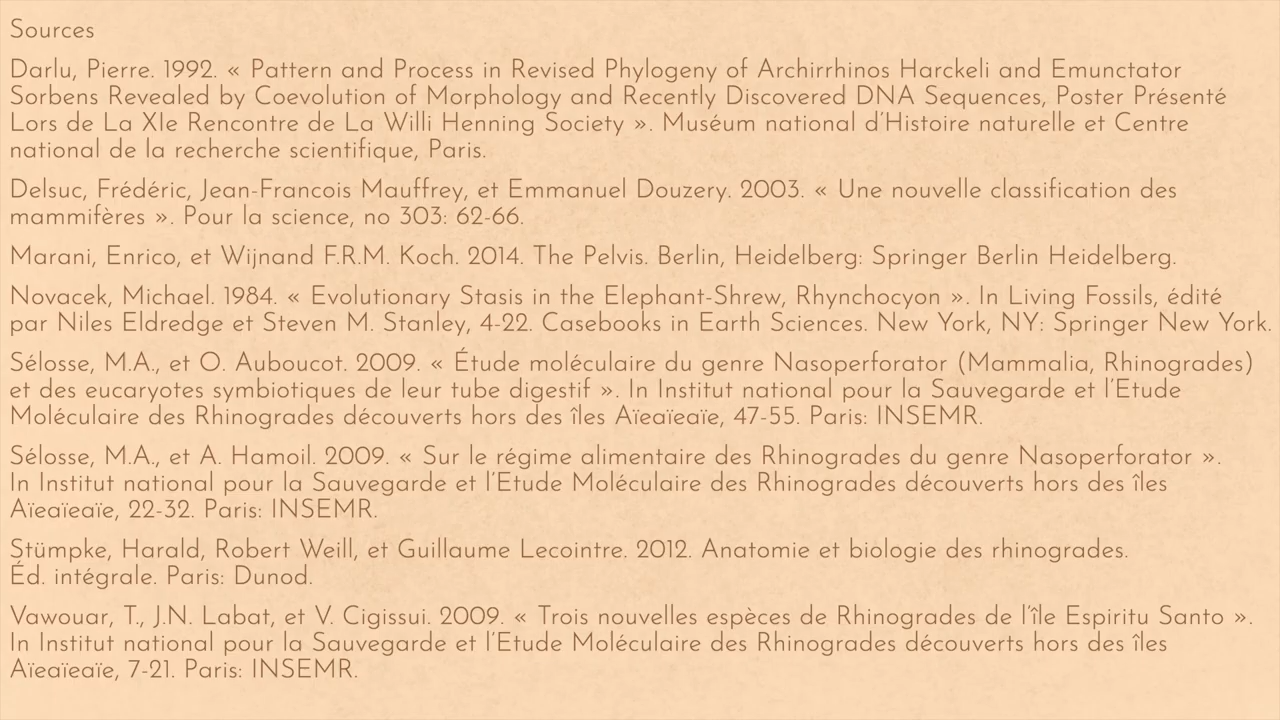 Sources
Darlu, Pierre. 1992. « Pattern and Process in Revised Phylogeny of Archirrhinos Harckeli and Emunctator
Sorbens Revealed by Coevolution of Morphology and Recently Discovered DNA Sequences, Poster Présenté
Lors de La XIe Rencontre de La Willi Henning Society ». Muséum national d'Histoire naturelle et Centre
national de la recherche scientifique, Paris.
Delsuc, Frédéric, Jean-Francois Mauffrey, et Emmanuel Douzery. 2003. « Une nouvelle classification des
mammifères ». Pour la science, no 303: 62-66.
Marani, Enrico, et Wijnand F.R.M. Koch. 2014. The Pelvis. Berlin, Heidelberg: Springer Berlin Heidelberg.
Novacek, Michael. 1984. « Evolutionary Stasis in the Elephant-Shrew, Rhynchocyon ». In Living Fossils, édité
par Niles Eldredge et Steven M. Stanley, 4-22. Casebooks in Earth Sciences. New York, NY: Springer New York.
Sélosse, M.A., et O. Auboucot. 2009. « Étude moléculaire du genre Nasoperforator (Mammalia, Rhinogrades)
et des eucaryotes symbiotiques de leur tube digestif ». In Institut national pour la Sauvegarde et l'Etude
Moléculaire des Rhinogrades découverts hors des îles Aïeaïeaïe, 47-55. Paris: INSEMR.
Sélosse, M.A., et A. Hamoil. 2009. « Sur le régime alimentaire des Rhinogrades du genre Nasoperforator ».
In Institut national pour la Sauvegarde et l'Etude Moléculaire des Rhinogrades découverts hors des îles
Aïeaïeaïe, 22-32. Paris: INSEMR.
Stümpke, Harald, Robert Weill, et Guillaume Lecointre. 2012. Anatomie et biologie des rhinogrades.
Éd. intégrale. Paris: Dunod.
Vawouar, T., J.N. Labat, et V. Cigissui. 2009. « Trois nouvelles espèces de Rhinogrades de l'île Espiritu Santo ».
In Institut national pour la Sauvegarde et l'Etude Moléculaire des Rhinogrades découverts hors des îles
Aïeaïeaïe, 7-21. Paris: INSEMR.